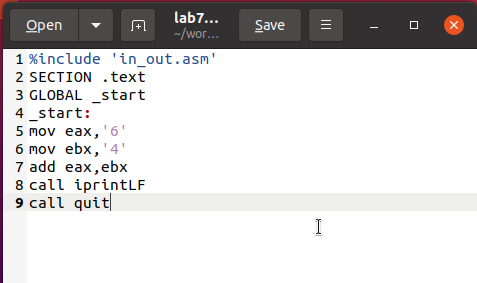 Open
lab7...
~/wor...
Save
1 %include 'in_out.asm'
2 SECTION .text
3 GLOBAL _start
4 _start:
5 mov eax,'6'
6 mov ebx,'4'
7 add eax,ebx
8 call iprintLF
9 call quit